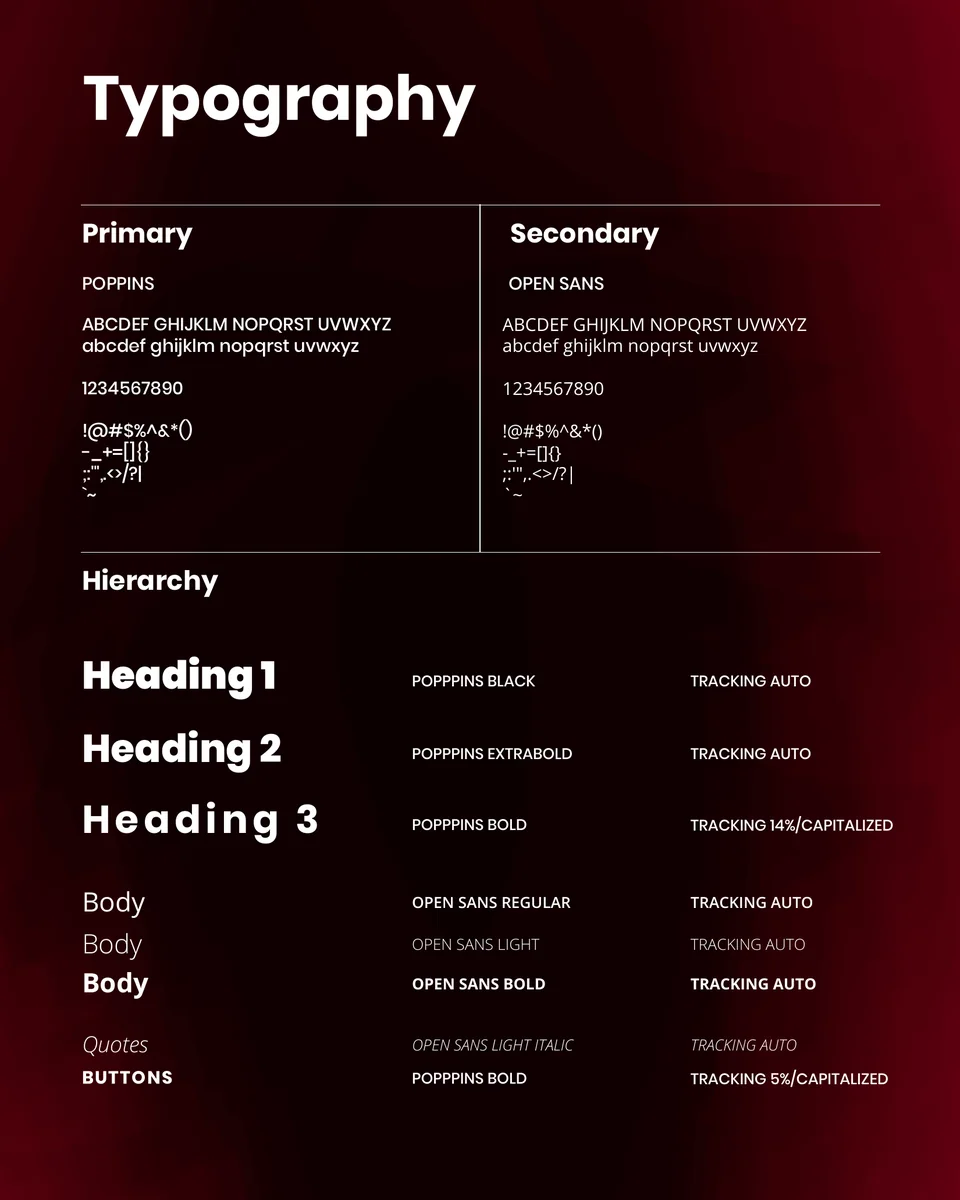 Typography
Primary
POPPINS
ABCDEF GHIJKLM NOPQRST UVWXYZ
abcdef ghijklm nopqrst uvwxyz
1234567890
!@#$%^&*()
-_+=[]{}
;:'",.<>/?|
`~
Secondary
OPEN SANS
ABCDEF GHIJKLM NOPQRST UVWXYZ
abcdef ghijklm nopqrst uvwxyz
1234567890
!@#$%^&*()
-_+=[]{}
;:'",.<>/?|
`~
Hierarchy
Heading 1 POPPPINS BLACK TRACKING AUTO
Heading 2 POPPPINS EXTRABOLD TRACKING AUTO
Heading 3 POPPPINS BOLD TRACKING 14%/CAPITALIZED
Body OPEN SANS REGULAR TRACKING AUTO
Body OPEN SANS LIGHT TRACKING AUTO
Body OPEN SANS BOLD TRACKING AUTO
Quotes OPEN SANS LIGHT ITALIC TRACKING AUTO
BUTTONS POPPPINS BOLD TRACKING 5%/CAPITALIZED